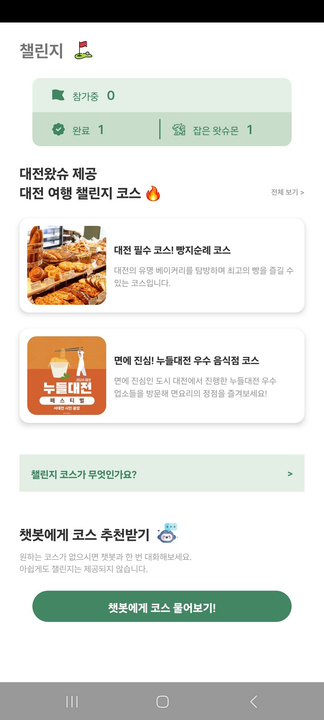 챌린지
참가중 0
완료 1
잡은 왓슈몬 1
대전왔슈 제공
대전 여행 챌린지 코스
전체 보기 >
대전 필수 코스! 빵지순례 코스
대전의 유명 베이커리를 탐방하며 최고의 빵을 즐길 수
있는 코스입니다.
누들대전
페스티벌
면에 진심! 누들대전 우수 음식점 코스
면에 진심인 도시 대전에서 진행한 누들대전 우수
업소들을 방문해 면요리의 정점을 즐겨보세요!
챌린지 코스가 무엇인가요? >
챗봇에게 코스 추천받기
원하는 코스가 없으시면 챗봇과 한 번 대화해보세요.
아쉽게도 챌린지는 제공되지 않습니다.
챗봇에게 코스 물어보기!